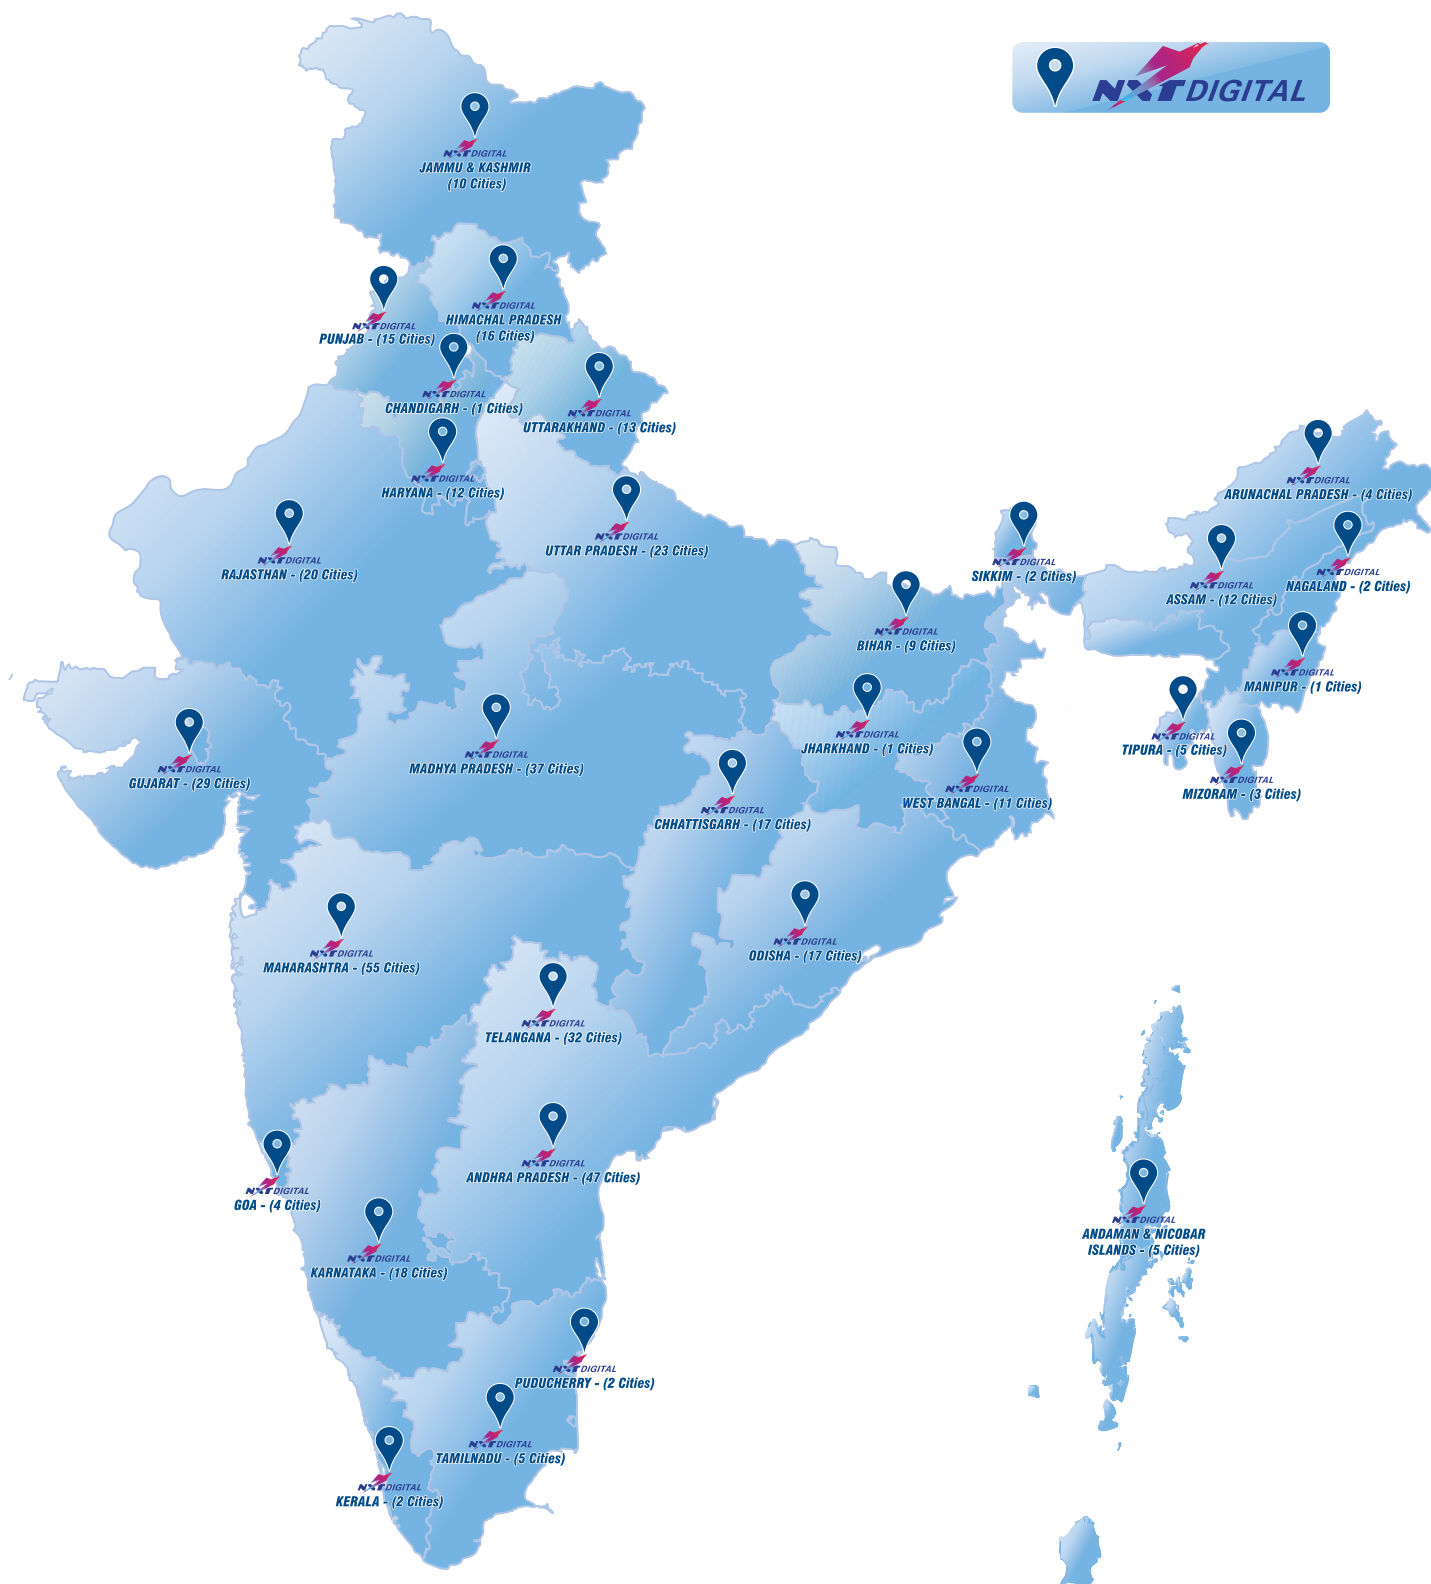 NXTDIGITAL
NXTDIGITAL
JAMMU & KASHMIR
(10 Cities)
NXTDIGITAL
HIMACHAL PRADESH
(16 Cities)
NXTDIGITAL
PUNJAB - (15 Cities)
NXTDIGITAL
CHANDIGARH - (1 Cities)
NXTDIGITAL
UTTARAKHAND - (13 Cities)
NXTDIGITAL
HARYANA - (12 Cities)
NXTDIGITAL
ARUNACHAL PRADESH - (4 Cities)
NXTDIGITAL
UTTAR PRADESH - (23 Cities)
NXTDIGITAL
RAJASTHAN - (20 Cities)
NXTDIGITAL
SIKKIM - (2 Cities)
NXTDIGITAL
NAGALAND - (2 Cities)
NXTDIGITAL
ASSAM - (12 Cities)
NXTDIGITAL
BIHAR - (9 Cities)
NXTDIGITAL
MANIPUR - (1 Cities)
NXTDIGITAL
JHARKHAND - (1 Cities)
NXTDIGITAL
TIPURA - (5 Cities)
NXTDIGITAL
MADHYA PRADESH - (37 Cities)
NXTDIGITAL
GUJARAT - (29 Cities)
NXTDIGITAL
MIZORAM - (3 Cities)
NXTDIGITAL
WEST BANGAL - (11 Cities)
NXTDIGITAL
CHHATTISGARH - (17 Cities)
NXTDIGITAL
ODISHA - (17 Cities)
NXTDIGITAL
MAHARASHTRA - (55 Cities)
NXTDIGITAL
TELANGANA - (32 Cities)
NXTDIGITAL
ANDHRA PRADESH - (47 Cities)
NXTDIGITAL
GOA - (4 Cities)
NXTDIGITAL
ANDAMAN & NICOBAR
ISLANDS - (5 Cities)
NXTDIGITAL
KARNATAKA - (18 Cities)
NXTDIGITAL
PUDUCHERRY - (2 Cities)
NXTDIGITAL
TAMILNADU - (5 Cities)
NXTDIGITAL
KERALA - (2 Cities)